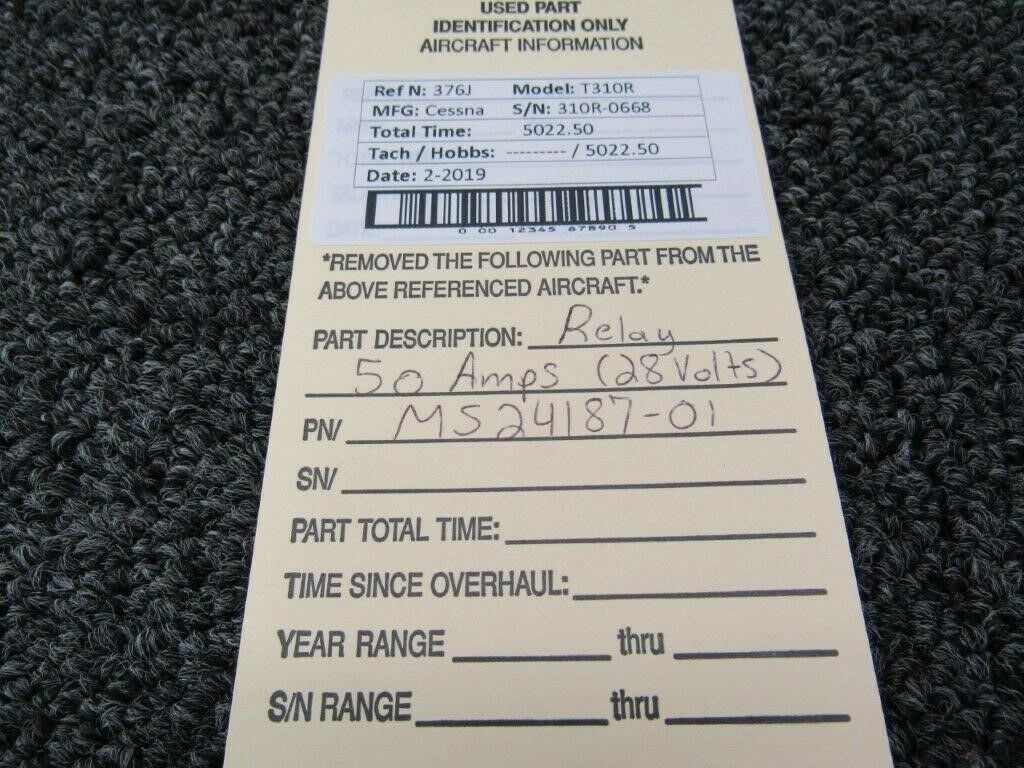 USED PART
IDENTIFICATION ONLY
AIRCRAFT INFORMATION
Ref N: 376J Model: T310R
MFG: Cessna S/N: 310R-0668
Total Time: 5022.50
Tach / Hobbs: --------- / 5022.50
Date: 2-2019
0 00 12345 67890 5
*REMOVED THE FOLLOWING PART FROM THE
ABOVE REFERENCED AIRCRAFT.*
PART DESCRIPTION: Relay
50 Amps (28 Volts)
PN/ MS24187-01
SN/
PART TOTAL TIME:
TIME SINCE OVERHAUL:
YEAR RANGE thru
S/N RANGE thru